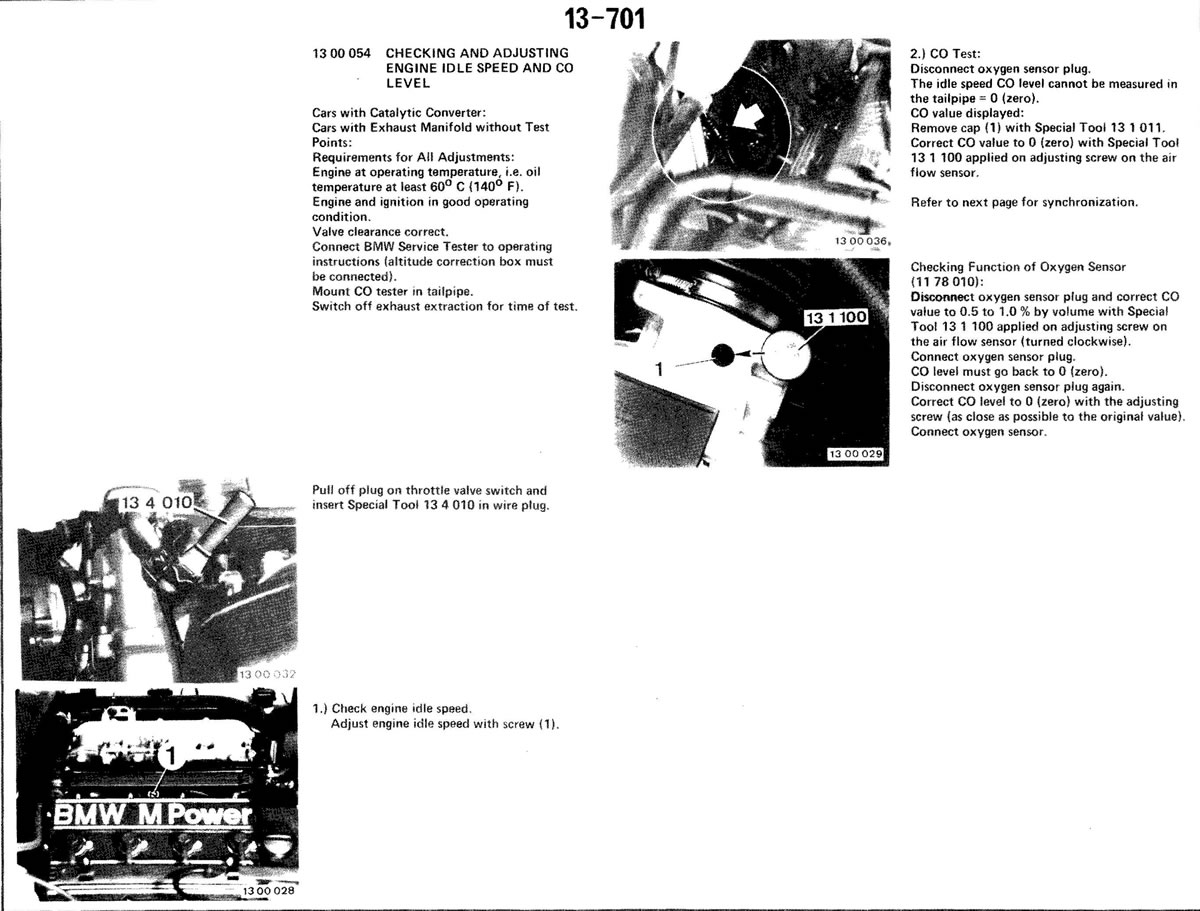 13-701
13 00 054 CHECKING AND ADJUSTING
ENGINE IDLE SPEED AND CO
LEVEL
Cars with Catalytic Converter:
Cars with Exhaust Manifold without Test
Points:
Requirements for All Adjustments:
Engine at operating temperature, i.e. oil
temperature at least 60⁰ C (140⁰ F).
Engine and ignition in good operating
condition.
Valve clearance correct.
Connect BMW Service Tester to operating
instructions (altitude correction box must
be connected).
Mount CO tester in tailpipe.
Switch off exhaust extraction for time of test.
13 4 010
13 00 032
Pull off plug on throttle valve switch and
insert Special Tool 13 4 010 in wire plug.
1
BMW M Power
13 00 028
1.) Check engine idle speed.
Adjust engine idle speed with screw (1).
13 00 036
2.) CO Test:
Disconnect oxygen sensor plug.
The idle speed CO level cannot be measured in
the tailpipe = 0 (zero).
CO value displayed:
Remove cap (1) with Special Tool 13 1 011.
Correct CO value to 0 (zero) with Special Tool
13 1 100 applied on adjusting screw on the air
flow sensor.
Refer to next page for synchronization.
13 1 100
1
13 00 029
Checking Function of Oxygen Sensor
(11 78 010):
Disconnect oxygen sensor plug and correct CO
value to 0.5 to 1.0 % by volume with Special
Tool 13 1 100 applied on adjusting screw on
the air flow sensor (turned clockwise).
Connect oxygen sensor plug.
CO level must go back to 0 (zero).
Disconnect oxygen sensor plug again.
Correct CO level to 0 (zero) with the adjusting
screw (as close as possible to the original value).
Connect oxygen sensor.